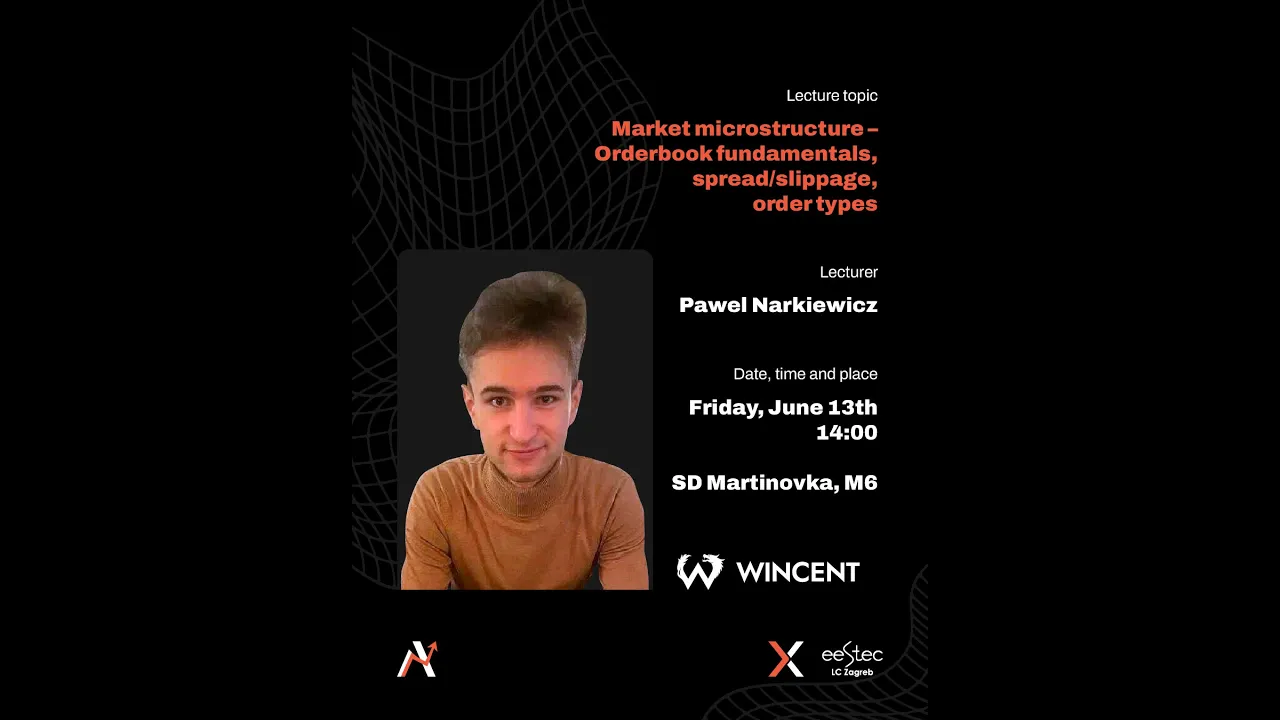 Lecture topic
Market microstructure –
Orderbook fundamentals,
spread/slippage,
order types
Lecturer
Pawel Narkiewicz
Date, time and place
Friday, June 13th
14:00
SD Martinovka, M6
WINCENT
eeStec
LC Zagreb